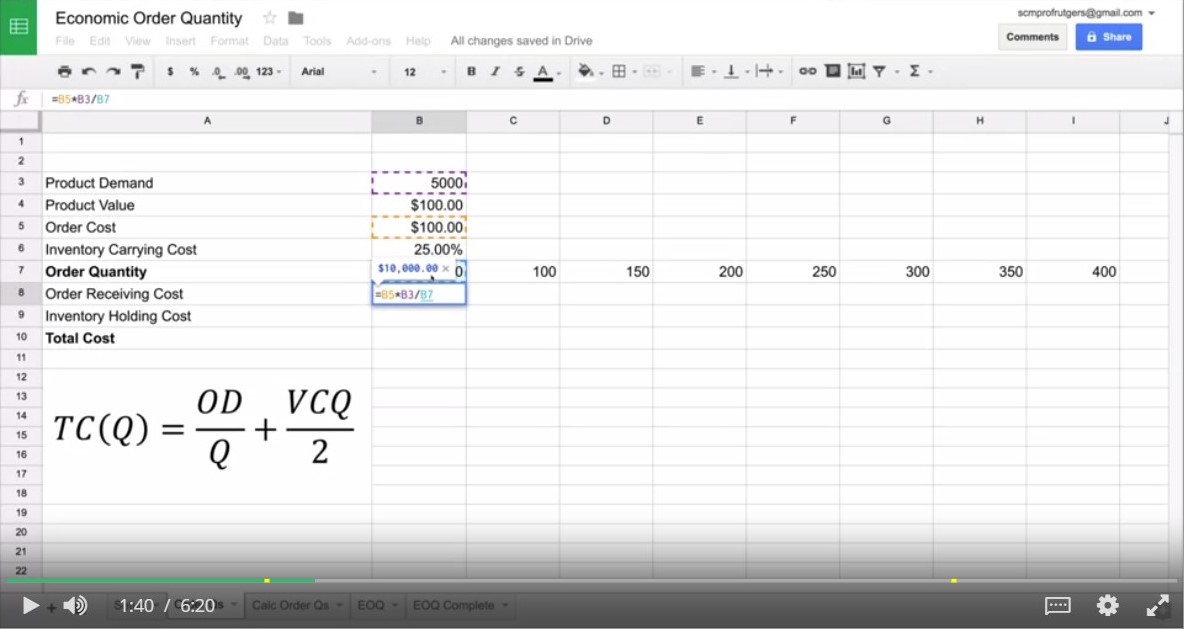 Economic Order Quantity
scmprofrutgers@gmail.com
File Edit View Insert Format Data Tools Add-ons Help All changes saved in Drive
Comments Share
$ % .0 .00 123 Arial 12 B I S A Σ
fx =B5*B3/B7
A B C D E F G H I J
1
2
3 Product Demand 5000
4 Product Value $100.00
5 Order Cost $100.00
6 Inventory Carrying Cost 25.00%
7 Order Quantity $10,000.00 × 0 100 150 200 250 300 350 400
8 Order Receiving Cost =B5*B3/B7
9 Inventory Holding Cost
10 Total Cost
11
12
13
14
15
16
17
18
19
20
21
22
TC(Q) = OD/Q + VCQ/2
Calc Order Qs EOQ EOQ Complete
1:40 / 6:20